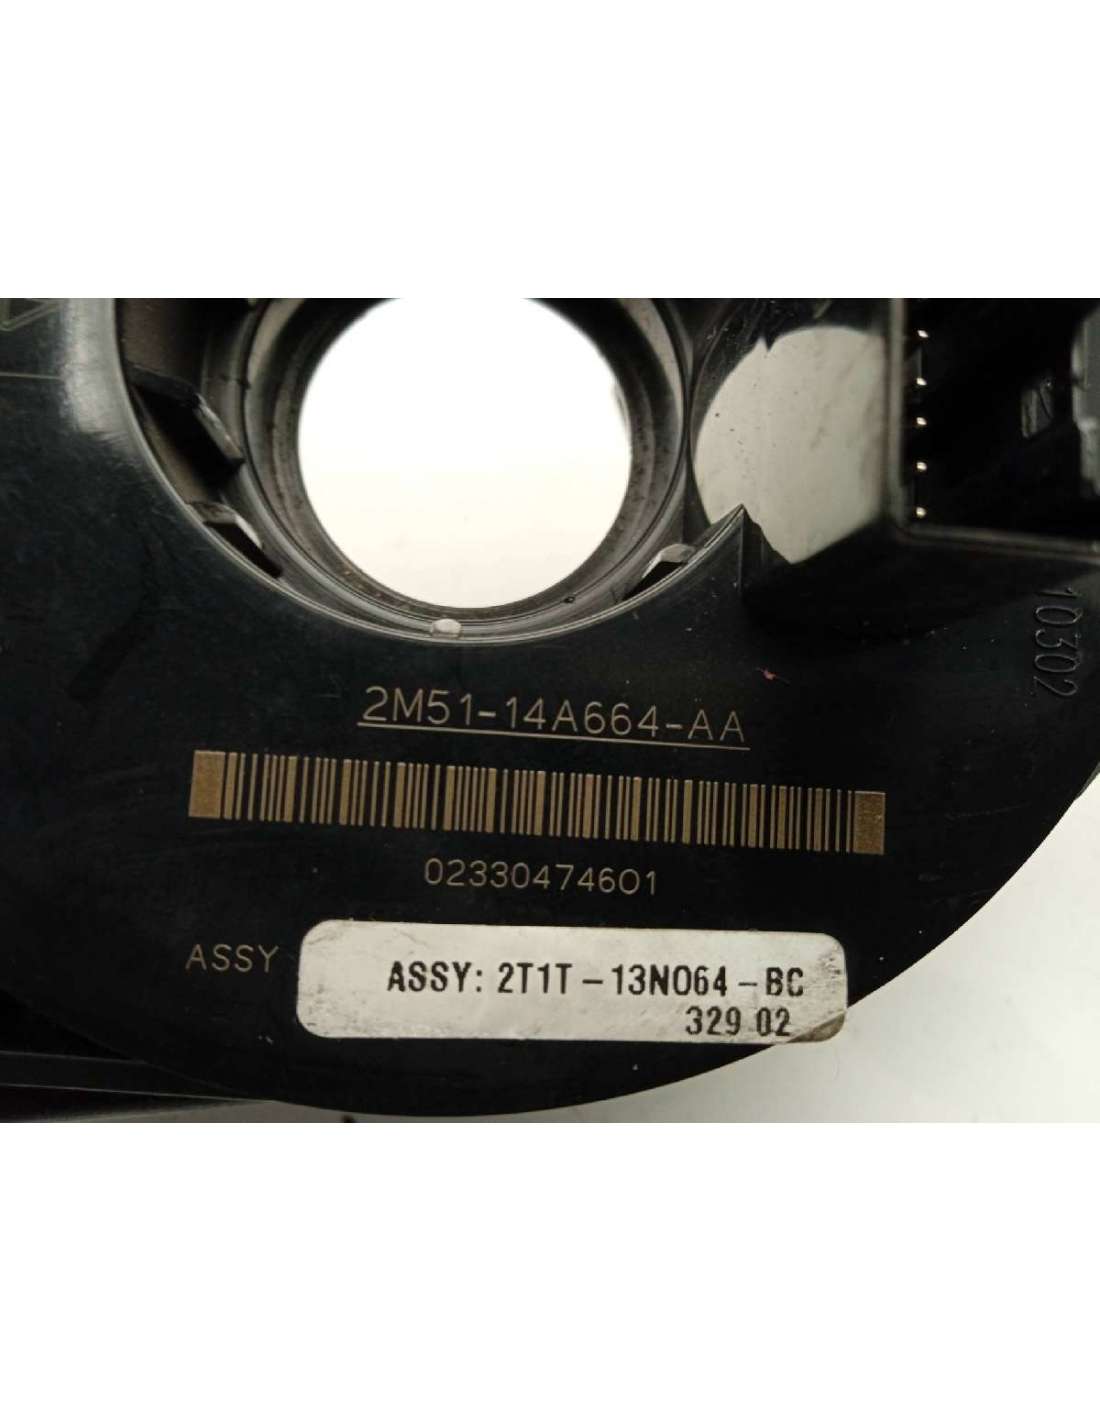 10302
2M51-14A664-AA
02330474601
ASSY
ASSY: 2T1T-13N064-BC
329 02